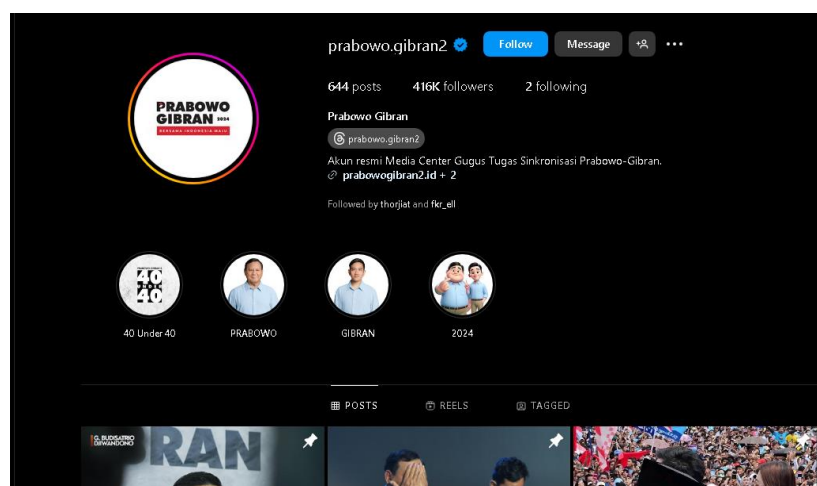 prabowo.gibran2 Follow Message
644 posts 416K followers 2 following
Prabowo Gibran
prabowo.gibran2
Akun resmi Media Center Gugus Tugas Sinkronisasi Prabowo-Gibran.
prabowogibran2.id + 2
Followed by thorjiat and fkr_ell
PRABOWO
GIBRAN 2024
BERSAMA INDONESIA MAJU
40
UNDER
40
40 Under 40 PRABOWO GIBRAN 2024
POSTS REELS TAGGED
G. BUDISATRIO
DJIWANDONO
RAN